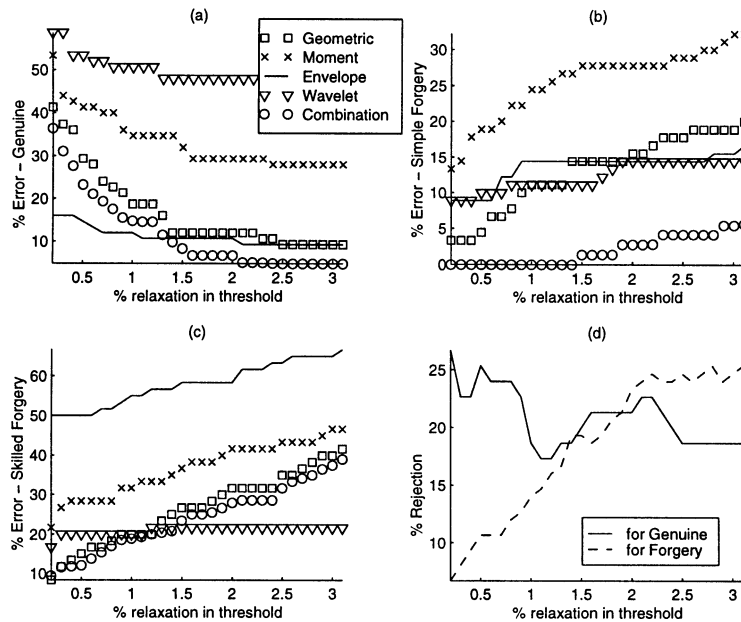 (a)
% Error – Genuine
50
40
30
20
10
0.5 1 1.5 2 2.5 3
% relaxation in threshold
Geometric
Moment
Envelope
Wavelet
Combination
(b)
% Error – Simple Forgery
30
25
20
15
10
5
0
0.5 1 1.5 2 2.5 3
% relaxation in threshold
(c)
% Error – Skilled Forgery
60
50
40
30
20
10
0.5 1 1.5 2 2.5 3
% relaxation in threshold
(d)
% Rejection
25
20
15
10
0.5 1 1.5 2 2.5 3
% relaxation in threshold
for Genuine
for Forgery